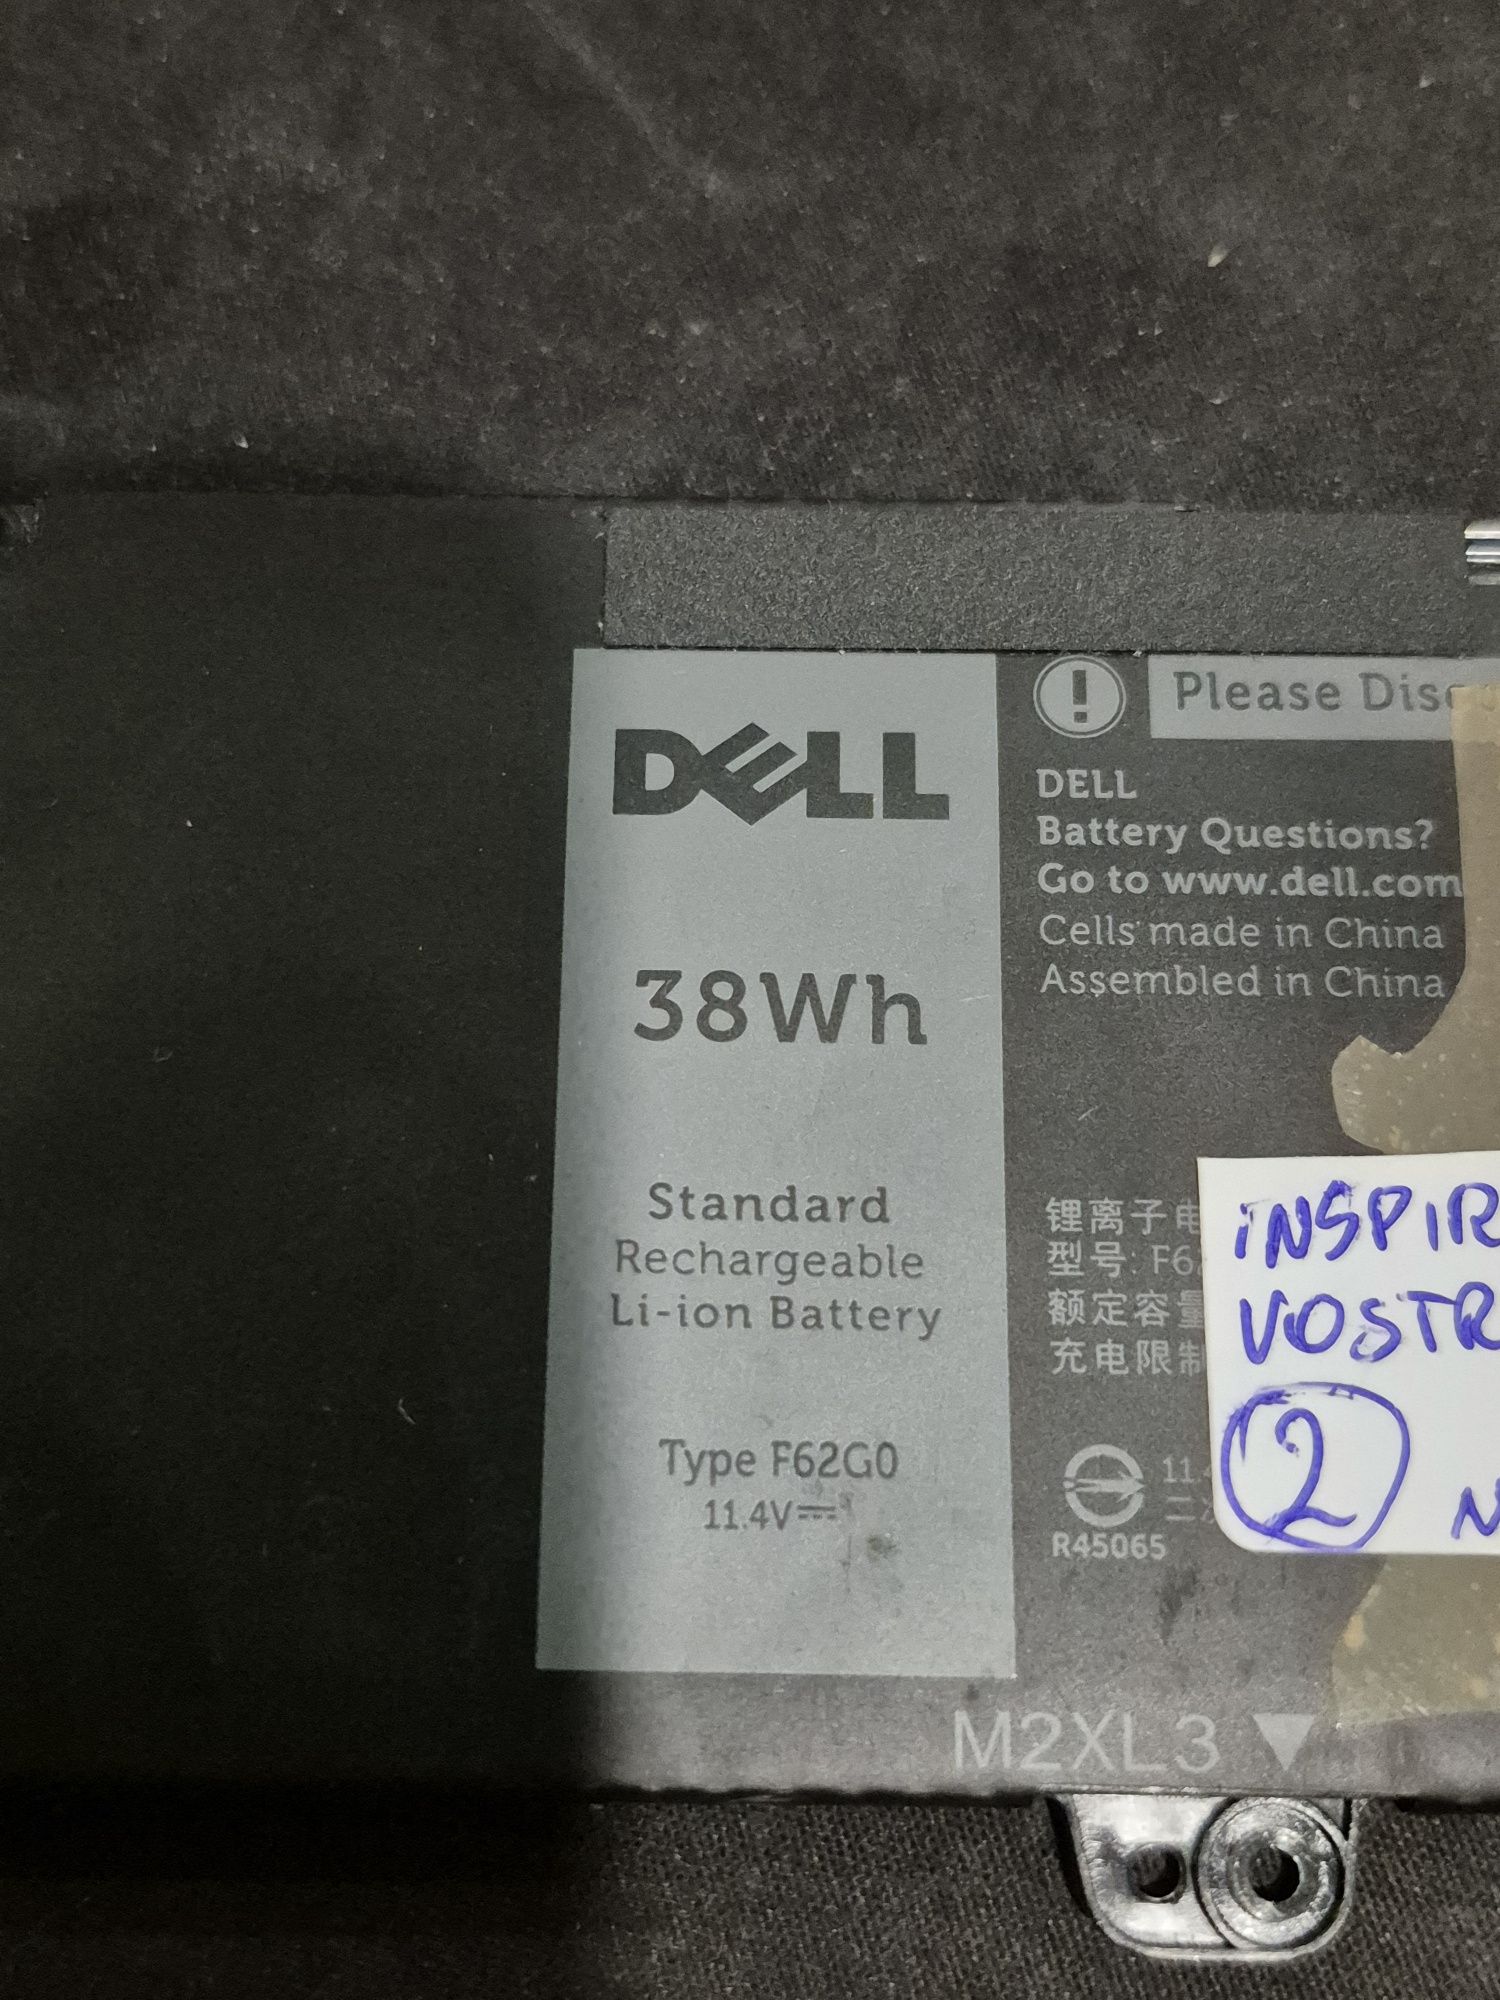 DELL
38Wh
Standard
Rechargeable
Li-ion Battery
Type F62G0
11.4V⎓
Please
DELL
Battery Questions?
Go to www.dell.com
Cells made in China
Assembled in China
锂离子
型号: F6
额定容量
充电限制
11.
R45065
M2XL3 ▼
INSPIR
VOSTR
2
N